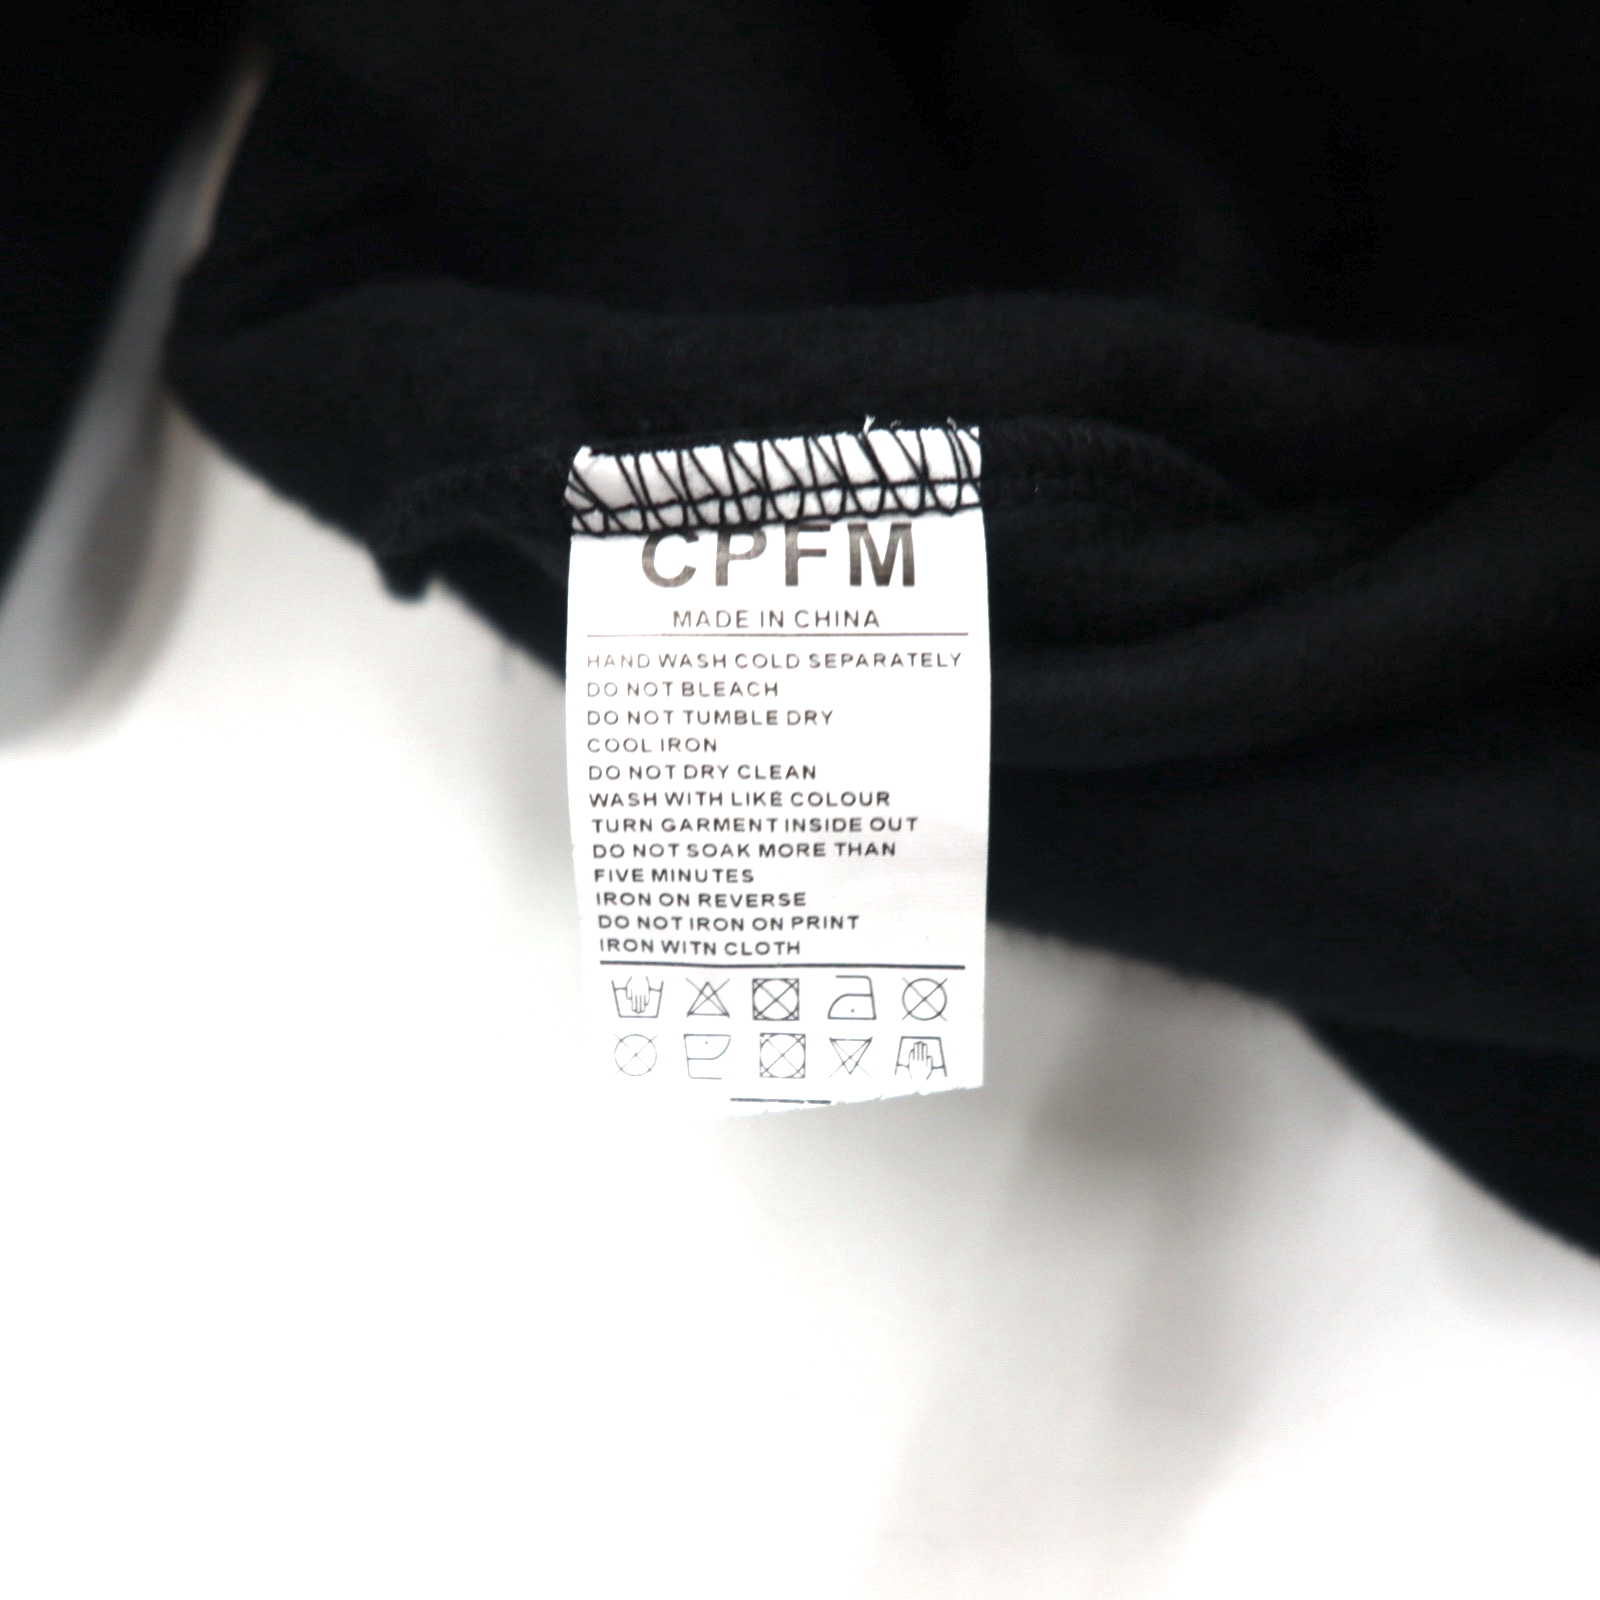 CPFM
MADE IN CHINA
HAND WASH COLD SEPARATELY
DO NOT BLEACH
DO NOT TUMBLE DRY
COOL IRON
DO NOT DRY CLEAN
WASH WITH LIKE COLOUR
TURN GARMENT INSIDE OUT
DO NOT SOAK MORE THAN
FIVE MINUTES
IRON ON REVERSE
DO NOT IRON ON PRINT
IRON WITN CLOTH